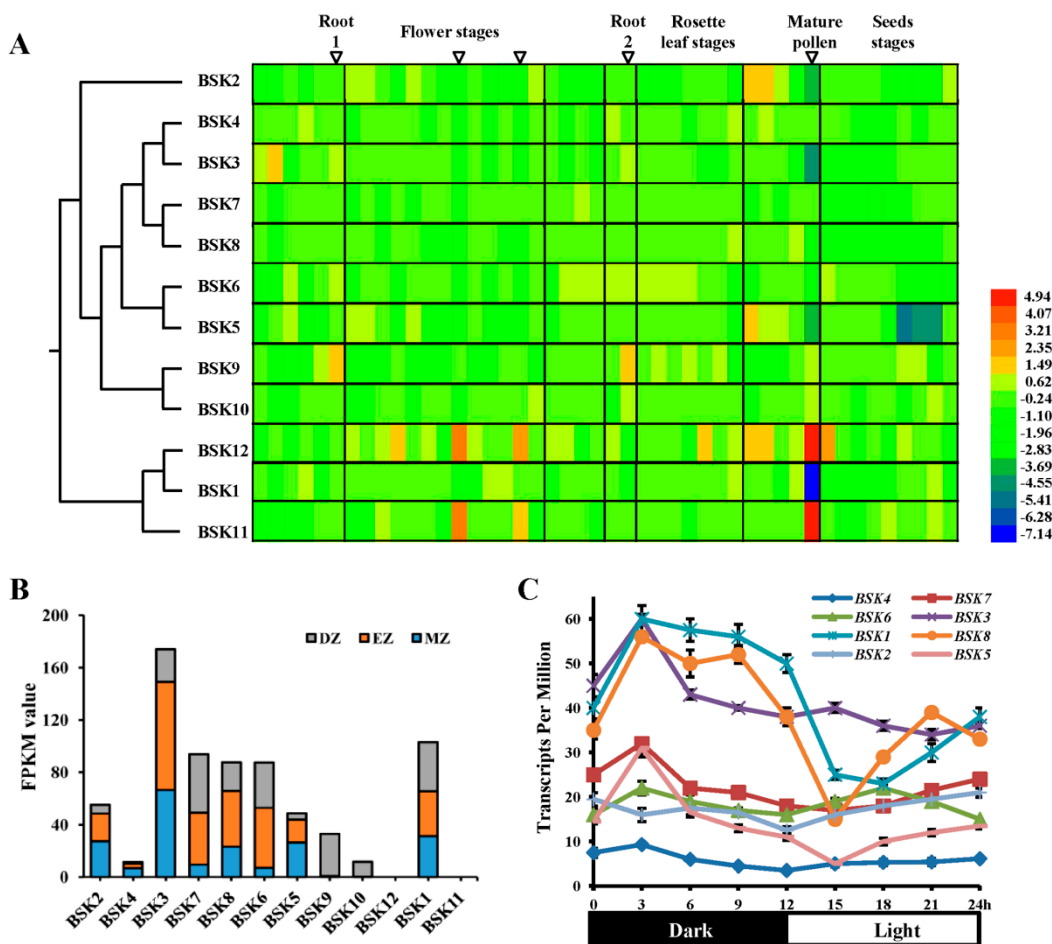 A
Root 1
Flower stages
Root 2
Rosette leaf stages
Mature pollen
Seeds stages
BSK2
BSK4
BSK3
BSK7
BSK8
BSK6
BSK5
BSK9
BSK10
BSK12
BSK1
BSK11
4.94
4.07
3.21
2.35
1.49
0.62
-0.24
-1.10
-1.96
-2.83
-3.69
-4.55
-5.41
-6.28
-7.14
B
FPKM value
200
160
120
80
40
0
DZ EZ MZ
BSK2 BSK4 BSK3 BSK7 BSK8 BSK6 BSK5 BSK9 BSK10 BSK12 BSK1 BSK11
C
Transcripts Per Million
60
50
40
30
20
10
0
BSK4 BSK7
BSK6 BSK3
BSK1 BSK8
BSK2 BSK5
0 3 6 9 12 15 18 21 24h
Dark Light